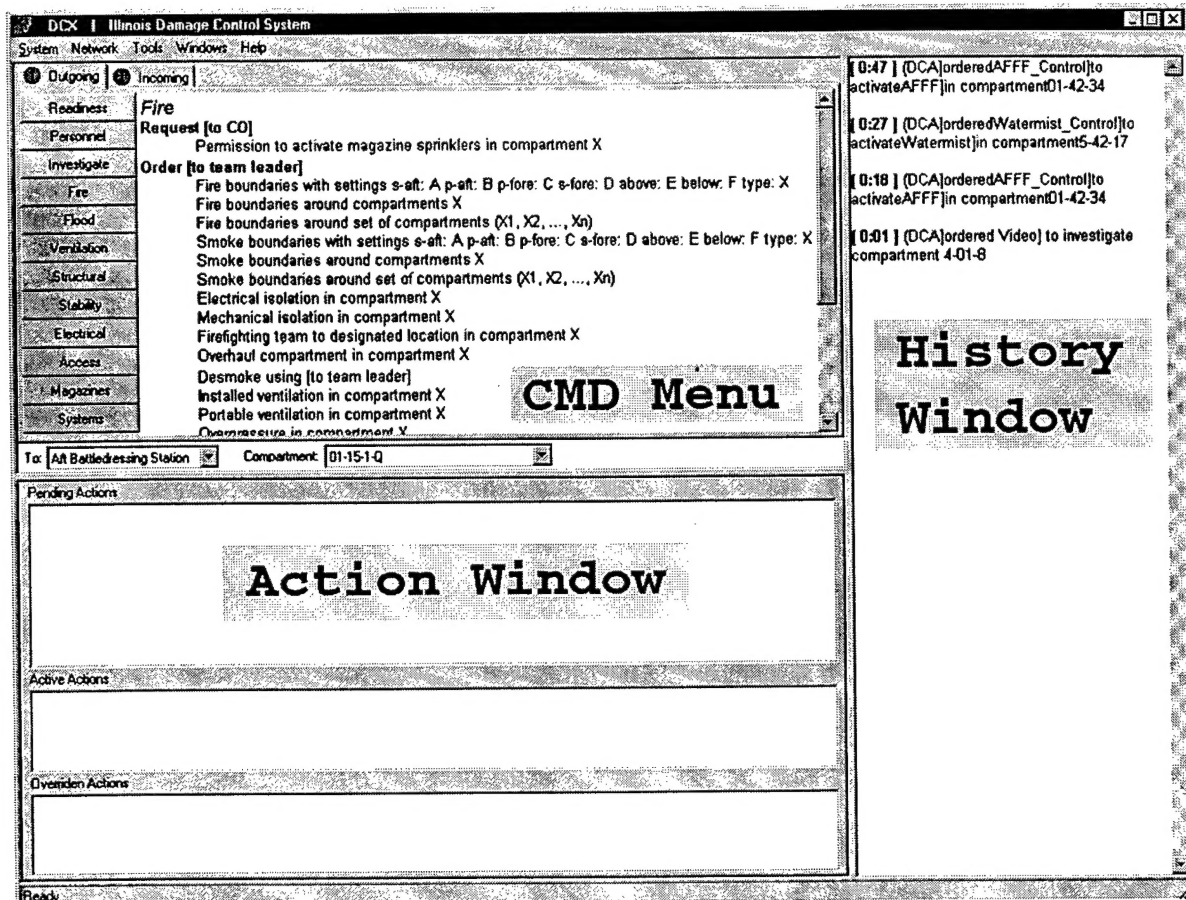 DCX | Illinois Damage Control System
System Network Tools Windows Help
Outgoing Incoming
Readiness
Personnel
Investigate
Fire
Flood
Ventilation
Structural
Stability
Electrical
Access
Magazines
Systems
Fire
Request [to CO]
Permission to activate magazine sprinklers in compartment X
Order [to team leader]
Fire boundaries with settings s-aft: A p-aft: B p-fore: C s-fore: D above: E below: F type: X
Fire boundaries around compartments X
Fire boundaries around set of compartments (X1, X2, ..., Xn)
Smoke boundaries with settings s-aft: A p-aft: B p-fore: C s-fore: D above: E below: F type: X
Smoke boundaries around compartments X
Smoke boundaries around set of compartments (X1, X2, ..., Xn)
Electrical isolation in compartment X
Mechanical isolation in compartment X
Firefighting team to designated location in compartment X
Overhaul compartment in compartment X
Desmoke using [to team leader]
Installed ventilation in compartment X
Portable ventilation in compartment X
Overpressure in compartment X
CMD Menu
To: Aft Battledressing Station Compartment: 01-15-1-Q
Pending Actions
Action Window
Active Actions
Overriden Actions
Ready
[ 0:47 ] (DCA]orderedAFFF_Control]to
activateAFFF]in compartment01-42-34
[ 0:27 ] (DCA]orderedWatermist_Control]to
activateWatermist]in compartment5-42-17
[ 0:18 ] (DCA]orderedAFFF_Control]to
activateAFFF]in compartment01-42-34
[ 0:01 ] (DCA]ordered Video] to investigate
compartment 4-01-8
History
Window